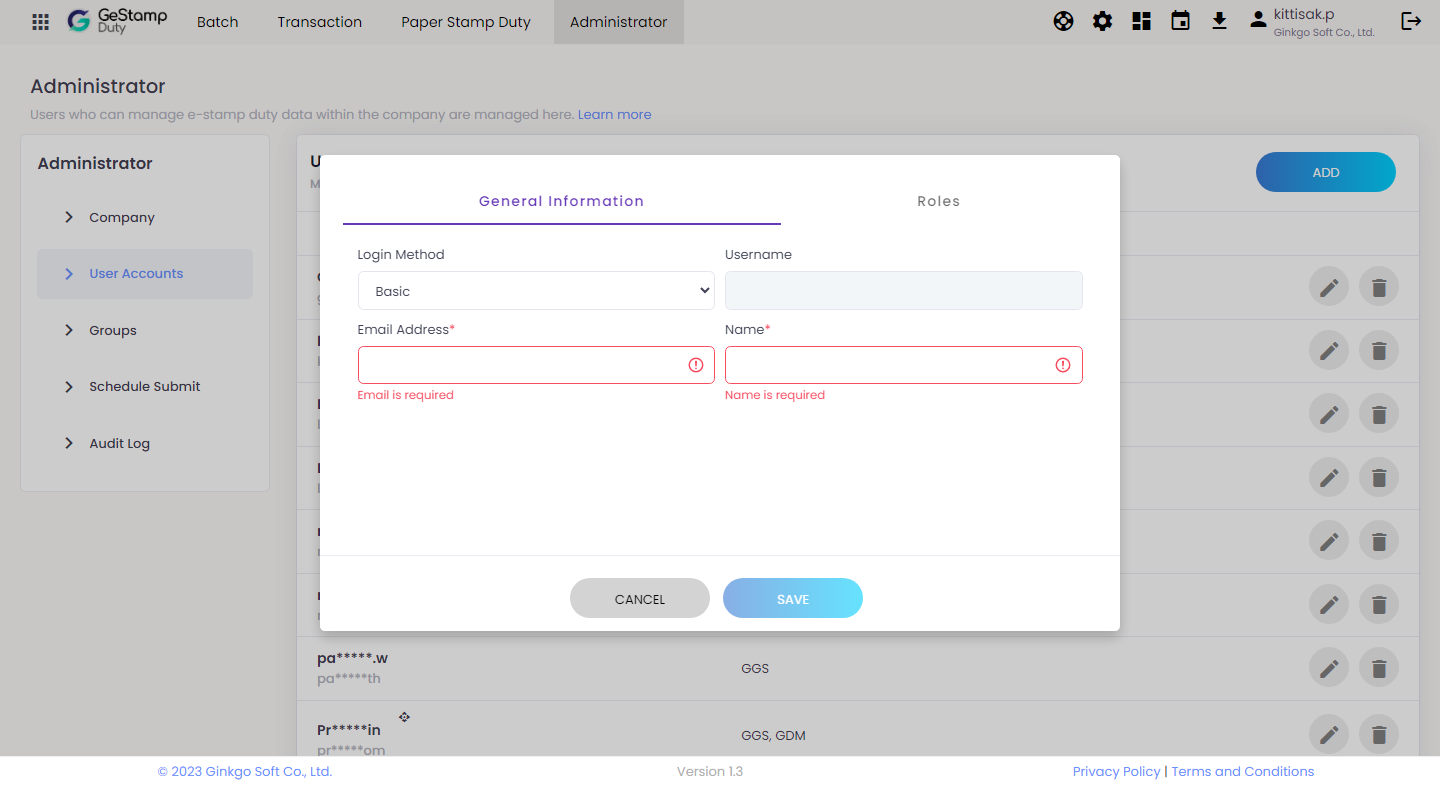 GeStamp
Duty
Batch
Transaction
Paper Stamp Duty
Administrator
kittisak.p
Ginkgo Soft Co., Ltd.
Administrator
Users who can manage e-stamp duty data within the company are managed here. Learn more
Administrator
Company
User Accounts
Groups
Schedule Submit
Audit Log
ADD
General Information
Roles
Login Method
Username
Basic
Email Address*
Name*
Email is required
Name is required
CANCEL
SAVE
pa*****.w
pa*****th
GGS
Pr*****in
pr*****om
GGS, GDM
© 2023 Ginkgo Soft Co., Ltd.
Version 1.3
Privacy Policy | Terms and Conditions